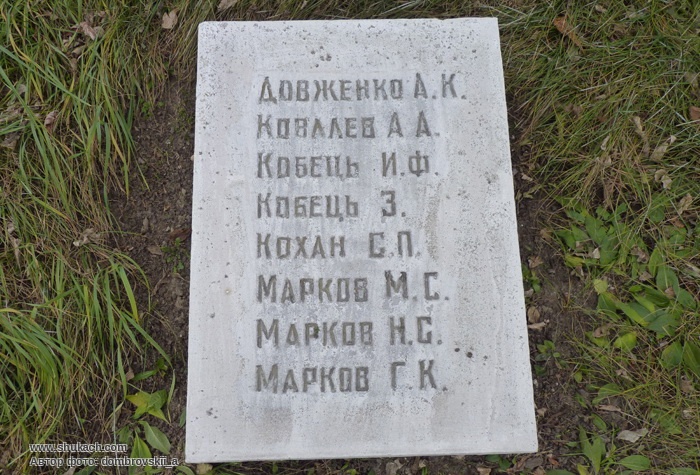 ДОВЖЕНКО А.К.
КОВАЛЕВ А А.
КОБЕЦЬ И.Ф.
КОБЕЦЬ З.
КОХАН С.П.
МАРКОВ М.С.
МАРКОВ Н.С.
МАРКОВ Г.К.
www.shukach.com
Автор фото: dombrovskii_a